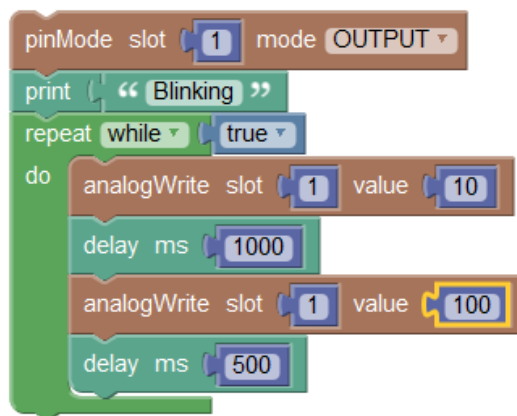 pinMode slot 1 mode OUTPUT
print “ Blinking ”
repeat while true
do
analogWrite slot 1 value 10
delay ms 1000
analogWrite slot 1 value 100
delay ms 500